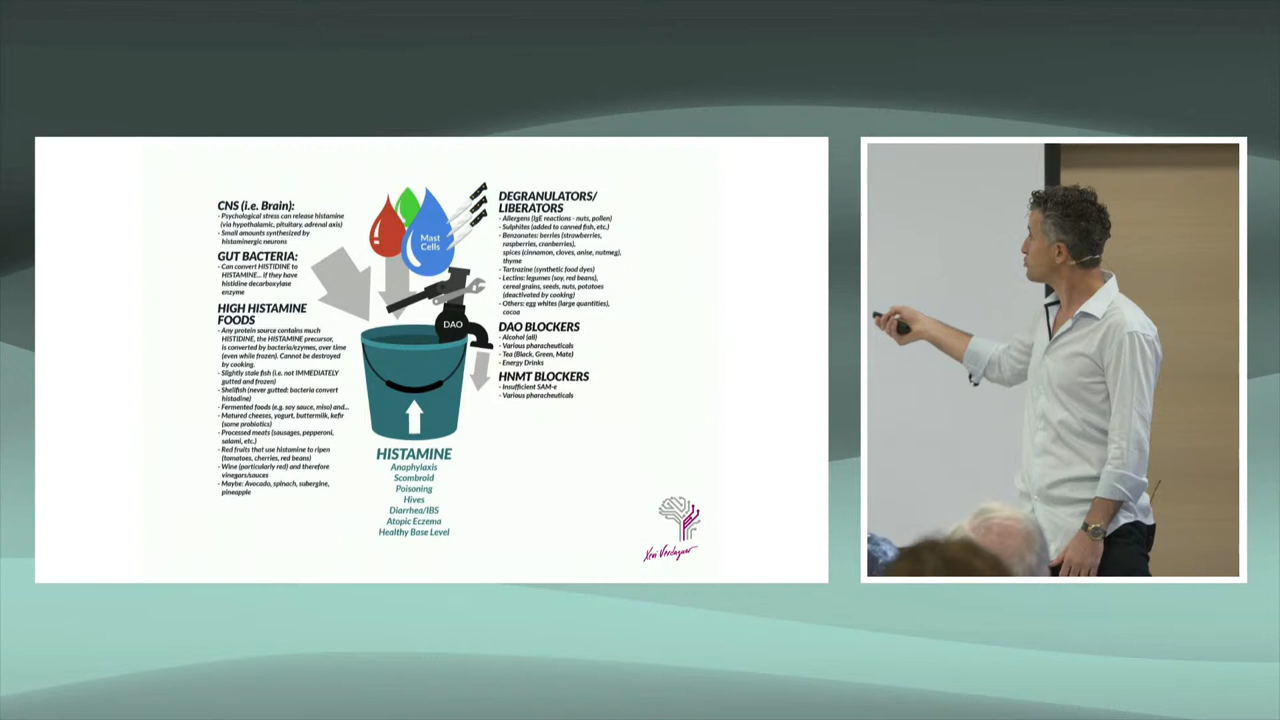 CNS (i.e. Brain):
- Psychological stress can release histamine
(via hypothalamic, pituitary, adrenal axis)
- Small amounts synthesized by
histaminergic neurons
GUT BACTERIA:
- Can convert HISTIDINE to
HISTAMINE... If they have
histidine decarboxylase
enzyme
HIGH HISTAMINE
FOODS
- Any protein source contains much
HISTIDINE, the HISTAMINE precursor,
is converted by bacteria/ezymes, over time
(even while frozen). Cannot be destroyed
by cooking.
- Slightly stale fish (i.e. not IMMEDIATELY
gutted and frozen)
- Shellfish (never gutted: bacteria convert
histadine)
- Fermented foods (e.g. soy sauce, miso) and...
- Matured cheeses, yogurt, buttermilk, kefir
(some probiotics)
- Processed meats (sausages, pepperoni,
salami, etc.)
- Red fruits that use histamine to ripen
(tomatoes, cherries, red beans)
- Wine (particularly red) and therefore
vinegars/sauces
- Maybe: Avocado, spinach, subergine,
pineapple
Mast
Cells
DAO
HISTAMINE
Anaphylaxis
Scombroid
Poisoning
Hives
Diarrhea/IBS
Atopic Eczema
Healthy Base Level
DEGRANULATORS/
LIBERATORS
- Allergens (IgE reactions - nuts, pollen)
- Sulphites (added to canned fish, etc.)
- Benzonates: berries (strawberries,
raspberries, cranberries),
spices (cinnamon, cloves, anise, nutmeg),
thyme
- Tartrazine (synthetic food dyes)
- Lectins: legumes (soy, red beans),
cereal grains, seeds, nuts, potatoes
(deactivated by cooking)
- Others: egg whites (large quantities),
cocoa
DAO BLOCKERS
- Alcohol (all)
- Various pharacheuticals
- Tea (Black, Green, Mate)
- Energy Drinks
HNMT BLOCKERS
- Insufficient SAM-e
- Various pharacheuticals
Xevi Verdaguer